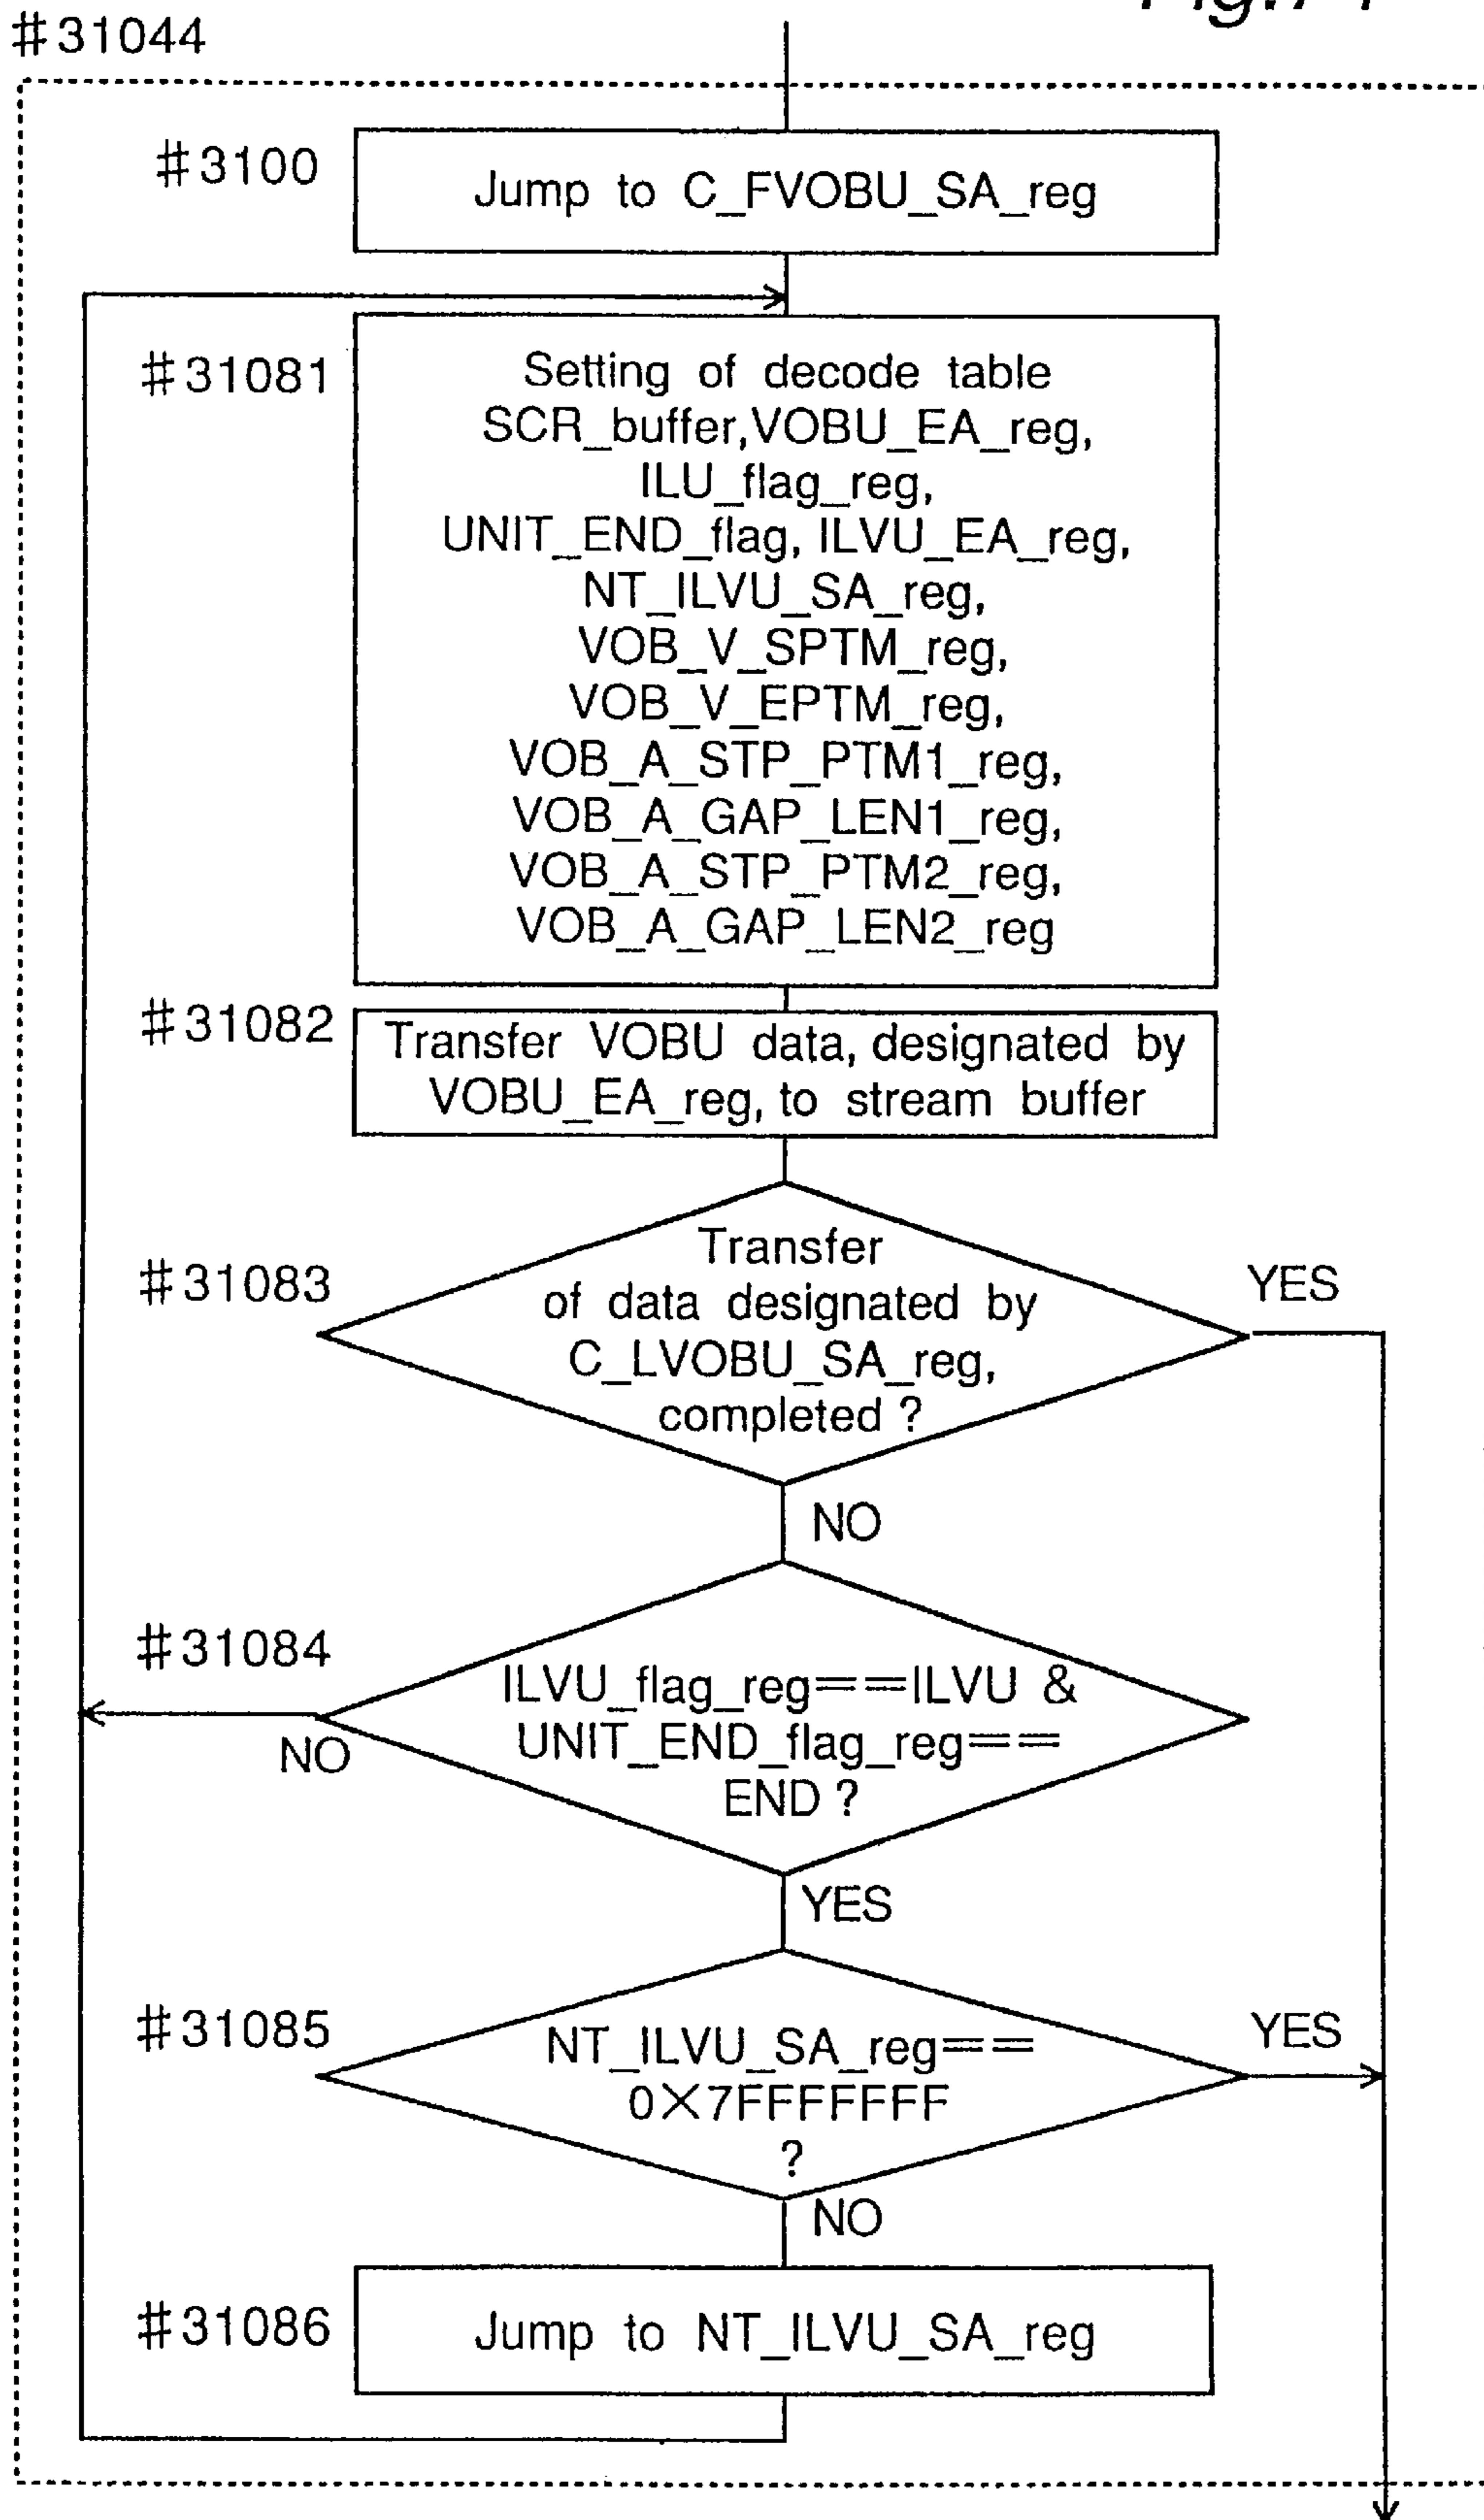 #31044
#3100
Jump to C_FVOBU_SA_reg
#31081
Setting of decode table
SCR_buffer,VOBU_EA_reg,
ILU_flag_reg,
UNIT_END_flag, ILVU_EA_reg,
NT_ILVU_SA_reg,
VOB_V_SPTM_reg,
VOB_V_EPTM_reg,
VOB_A_STP_PTM1_reg,
VOB_A_GAP_LEN1_reg,
VOB_A_STP_PTM2_reg,
VOB_A_GAP_LEN2_reg
#31082
Transfer VOBU data, designated by
VOBU_EA_reg, to stream buffer
#31083
Transfer
of data designated by
C_LVOBU_SA_reg,
completed ?
YES
NO
#31084
ILVU_flag_reg==ILVU &
UNIT_END_flag_reg==
END ?
NO
YES
#31085
NT_ILVU_SA_reg==
0X7FFFFFFF
?
YES
NO
#31086
Jump to NT_ILVU_SA_reg